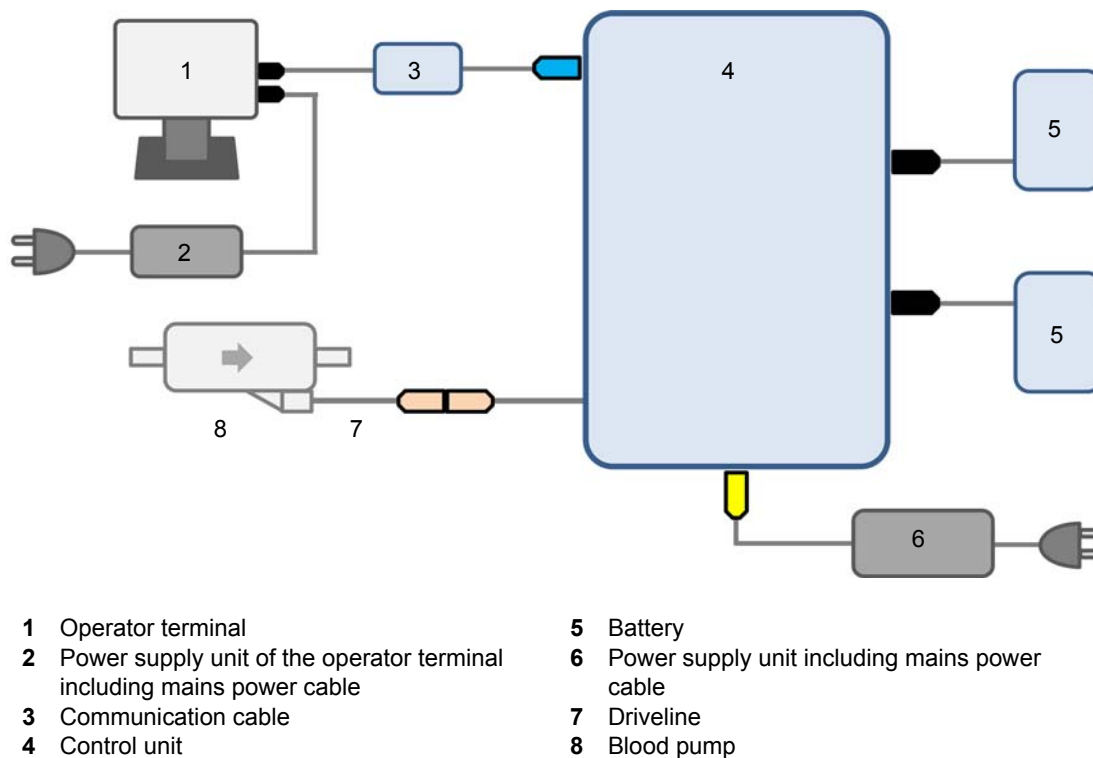 1
3
4
5
2
5
8
7
6
1 Operator terminal
2 Power supply unit of the operator terminal
including mains power cable
3 Communication cable
4 Control unit
5 Battery
6 Power supply unit including mains power
cable
7 Driveline
8 Blood pump